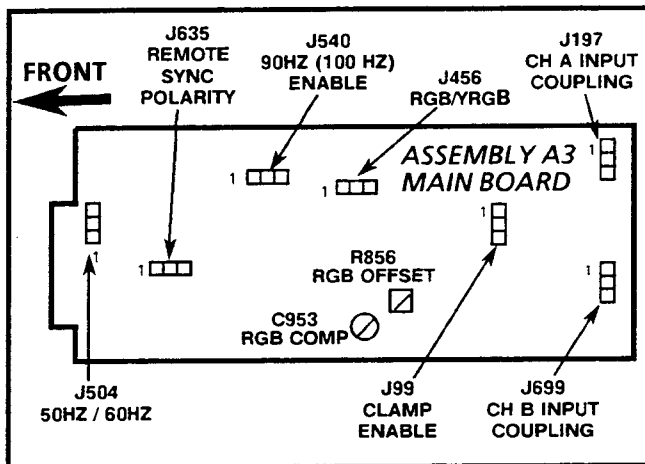 J635
REMOTE
SYNC
POLARITY
J540
90HZ (100 HZ)
ENABLE
J456
RGB/YRGB
J197
CH A INPUT
COUPLING
FRONT
ASSEMBLY A3
MAIN BOARD
1
1
1
1
1
1
1
R856
RGB OFFSET
C953
RGB COMP
J504
50HZ / 60HZ
J99
CLAMP
ENABLE
J699
CH B INPUT
COUPLING